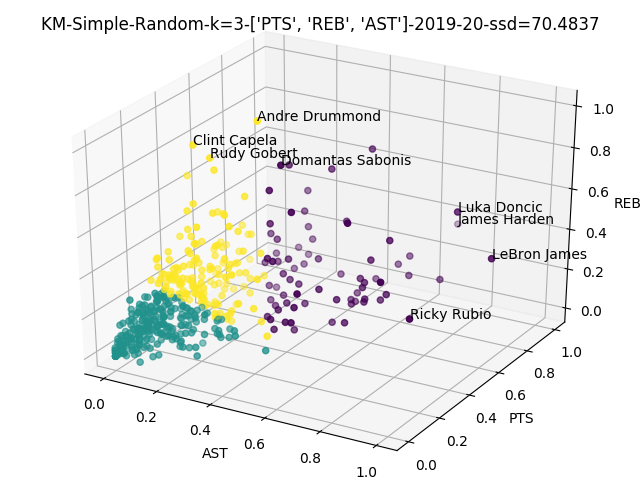 KM-Simple-Random-k=3-['PTS', 'REB', 'AST']-2019-20-ssd=70.4837
Andre Drummond
Clint Capela
Rudy Gobert
Domantas Sabonis
Luka Doncic
James Harden
LeBron James
Ricky Rubio
1.0
0.8
0.6
0.4
0.2
0.0
REB
0.0
0.2
0.4
0.6
0.8
1.0
AST
0.0
0.2
0.4
0.6
0.8
1.0
PTS